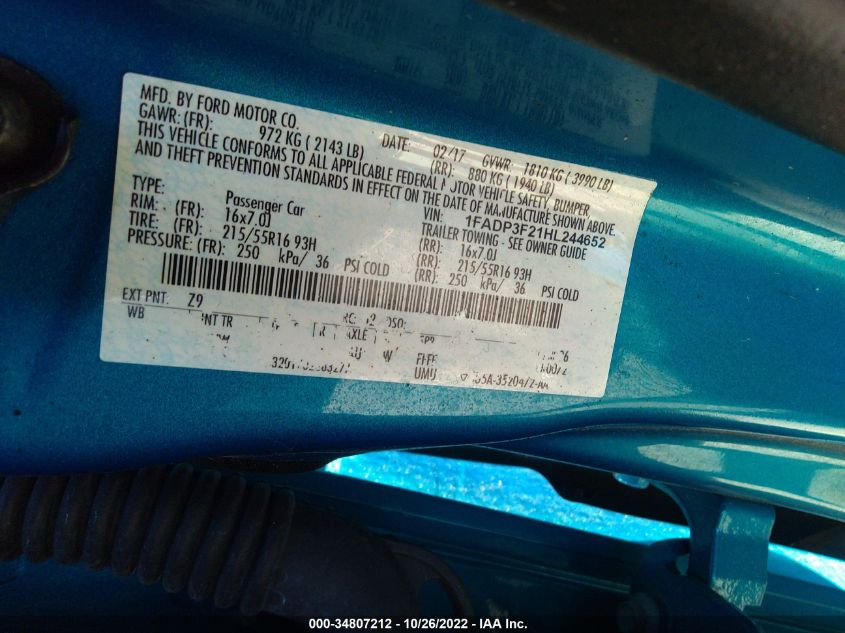 MFD. BY FORD MOTOR CO. DATE: 02/17 GVWR: 1810 KG ( 3990 LB)
GAWR: (FR): 972 KG ( 2143 LB) (RR): 880 KG ( 1940 LB)
THIS VEHICLE CONFORMS TO ALL APPLICABLE FEDERAL MOTOR VEHICLE SAFETY, BUMPER,
AND THEFT PREVENTION STANDARDS IN EFFECT ON THE DATE OF MANUFACTURE SHOWN ABOVE.
VIN: 1FADP3F21HL244652
TYPE: Passenger Car TRAILER TOWING - SEE OWNER GUIDE
RIM: (FR): 16x7.0J (RR): 16x7.0J
TIRE: (FR): 215/55R16 93H (RR): 215/55R16 93H
PRESSURE: (FR): 250 kPa/ 36 PSI COLD (RR): 250 kPa/ 36 PSI COLD
EXT PNT: Z9 DSO:
WB INT TR
UMU
000-34807212 - 10/26/2022 - IAA Inc.